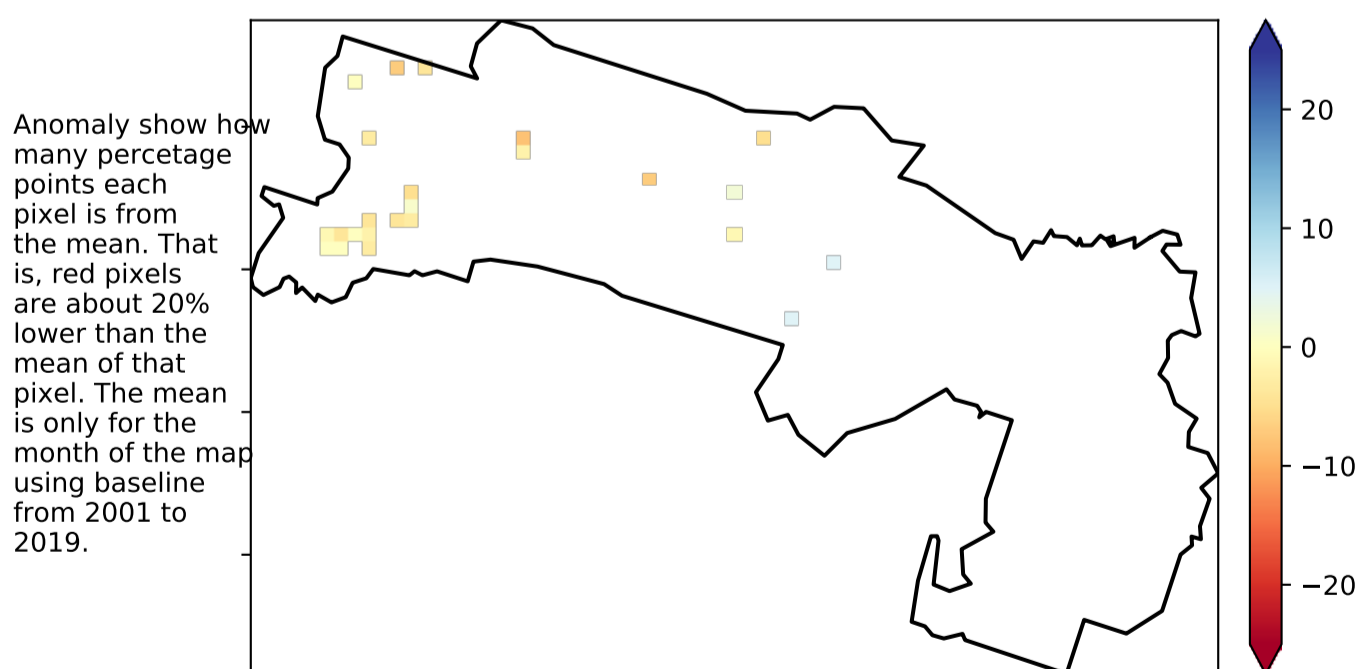 Anomaly show how
many percetage
points each
pixel is from
the mean. That
is, red pixels
are about 20%
lower than the
mean of that
pixel. The mean
is only for the
month of the map
using baseline
from 2001 to
2019.
20
10
0
−10
−20